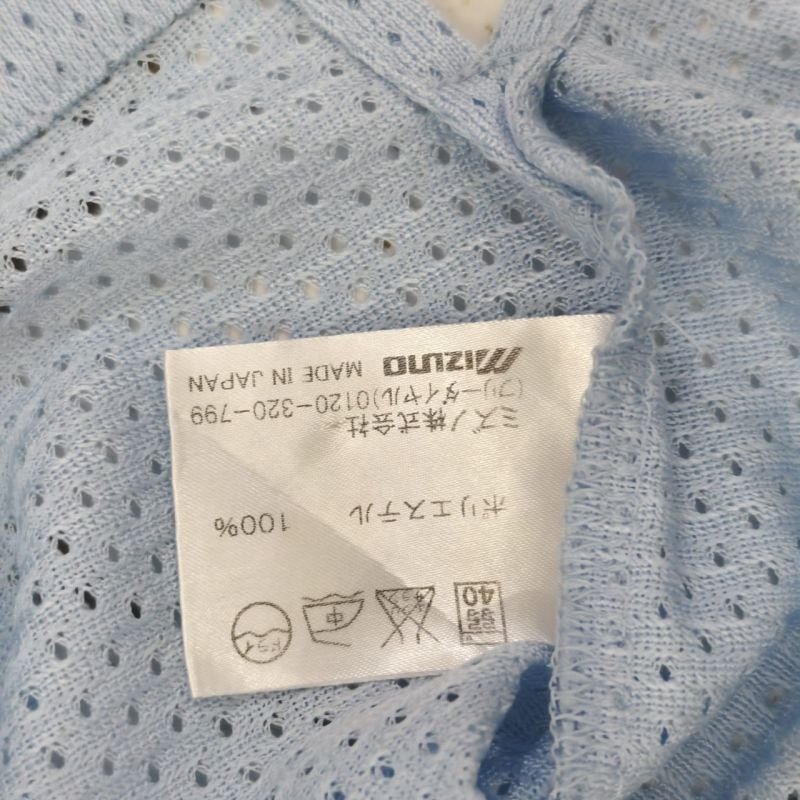 40 中 ドライ
ポリエステル 100%
ミズノ株式会社
(フリーダイヤル)0120-320-799
MIZUNO MADE IN JAPAN